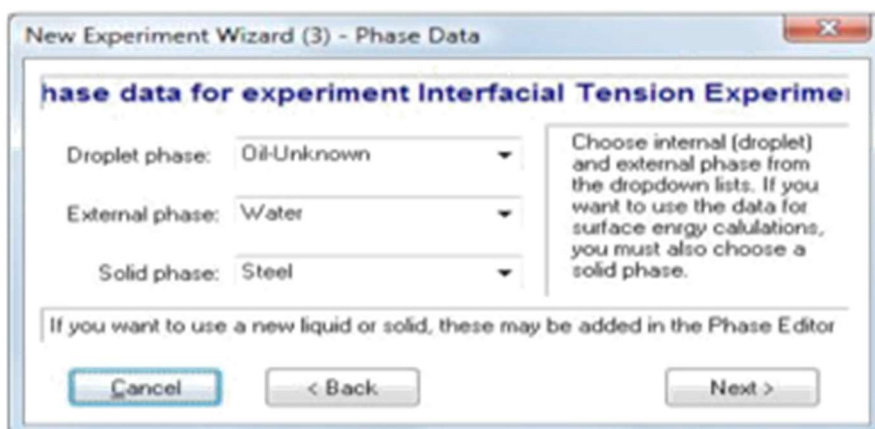 New Experiment Wizard (3) - Phase Data
hase data for experiment Interfacial Tension Experime
Droplet phase: Oil-Unknown
External phase: Water
Solid phase: Steel
Choose internal (droplet)
and external phase from
the dropdown lists. If you
want to use the data for
surface enrgy calulations,
you must also choose a
solid phase.
If you want to use a new liquid or solid, these may be added in the Phase Editor
Cancel
< Back
Next >